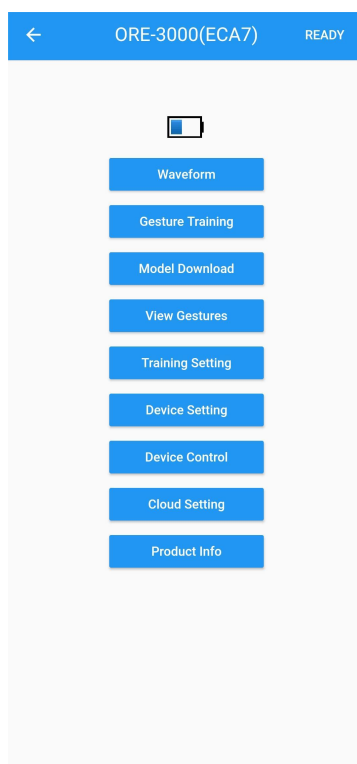 ORE-3000(ECA7) READY
Waveform
Gesture Training
Model Download
View Gestures
Training Setting
Device Setting
Device Control
Cloud Setting
Product Info